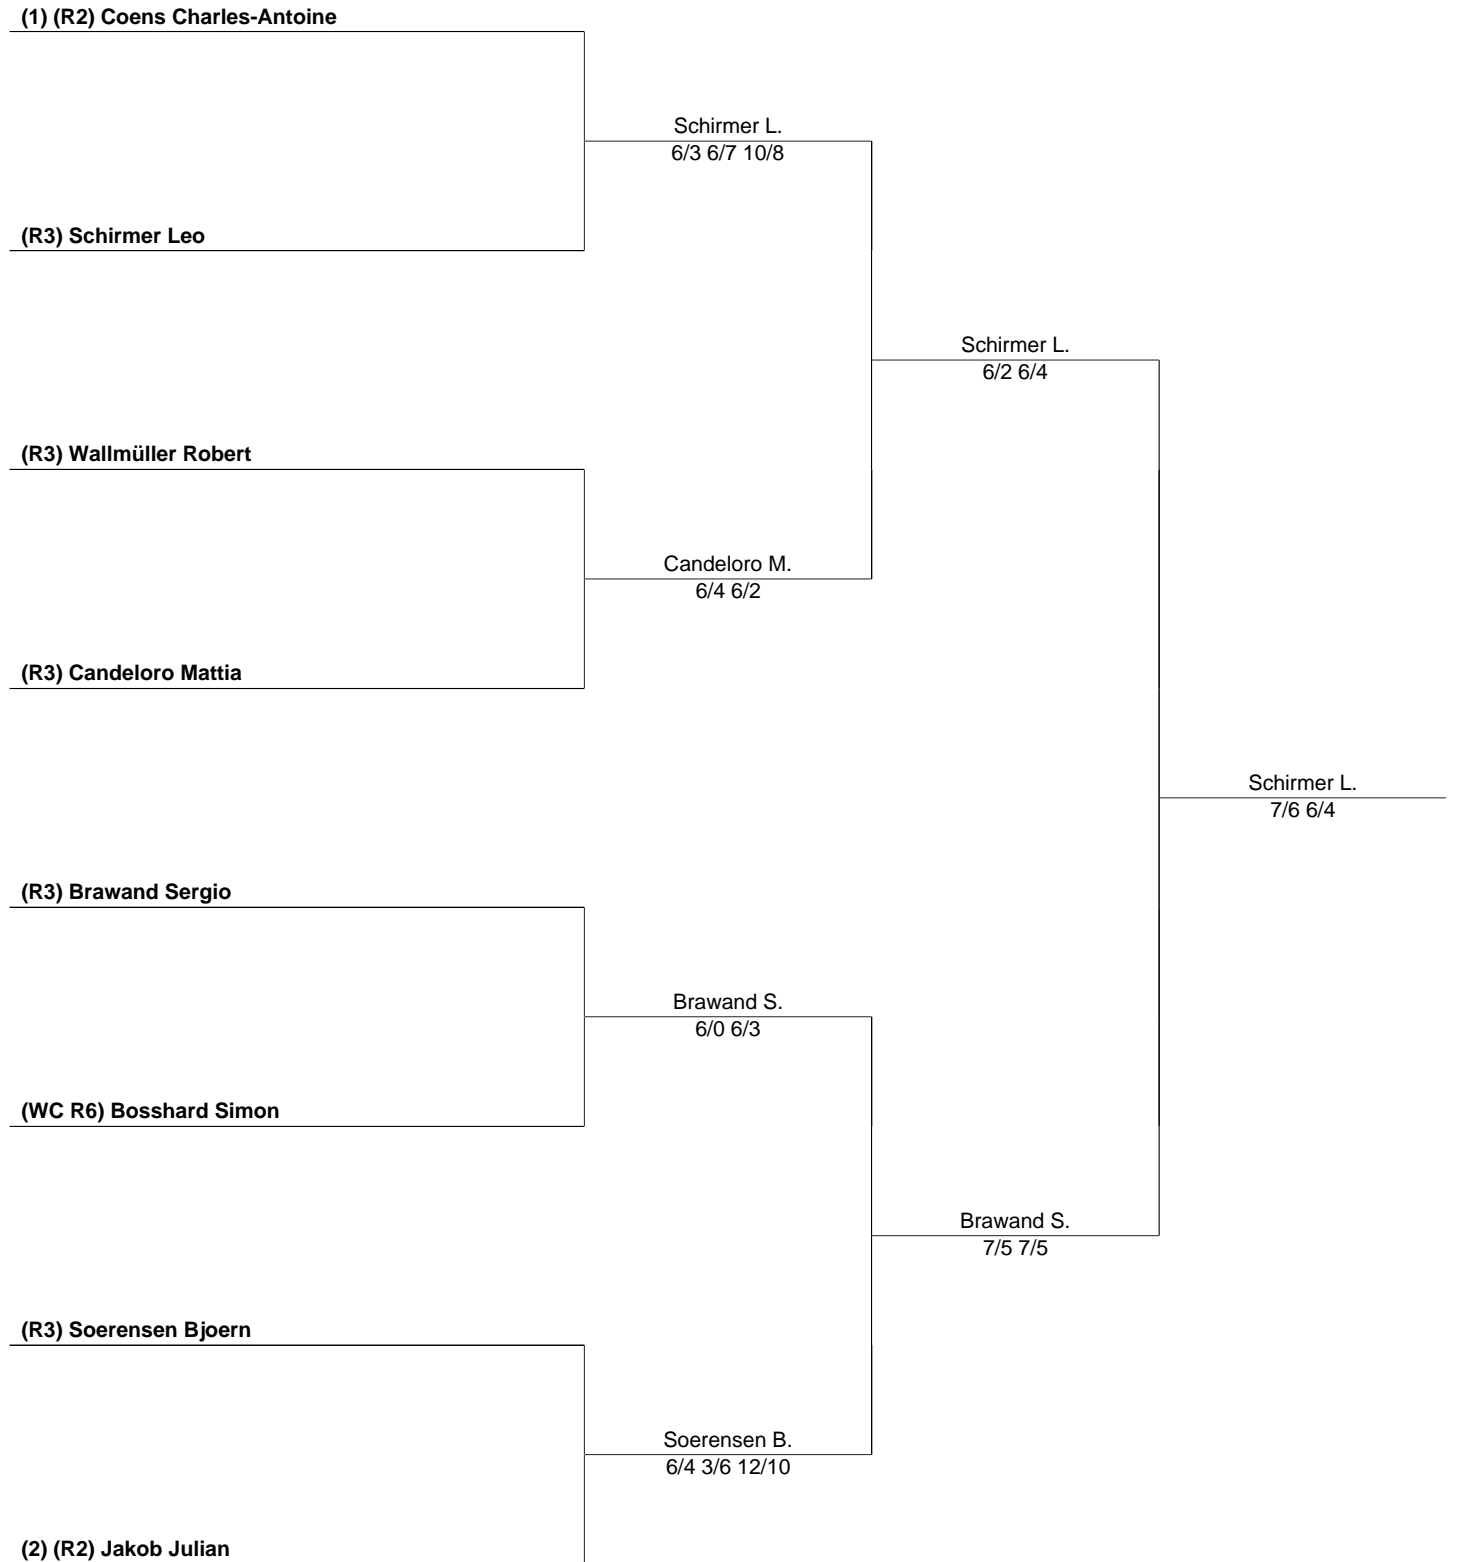 (1) (R2) Coens Charles-Antoine
Schirmer L.
6/3 6/7 10/8
(R3) Schirmer Leo
Schirmer L.
6/2 6/4
(R3) Wallmüller Robert
Candeloro M.
6/4 6/2
(R3) Candeloro Mattia
Schirmer L.
7/6 6/4
(R3) Brawand Sergio
Brawand S.
6/0 6/3
(WC R6) Bosshard Simon
Brawand S.
7/5 7/5
(R3) Soerensen Bjoern
Soerensen B.
6/4 3/6 12/10
(2) (R2) Jakob Julian